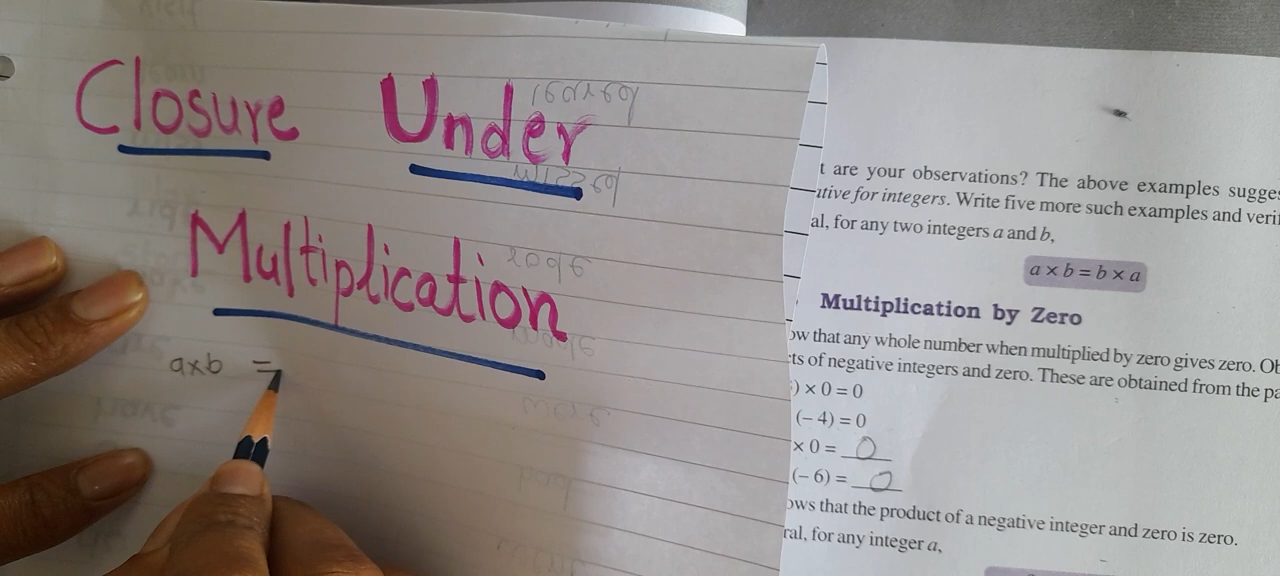 Closure Under
Multiplication
axb =
t are your observations? The above examples sugge
ative for integers. Write five more such examples and veri
al, for any two integers a and b,
a × b = b × a
Multiplication by Zero
ow that any whole number when multiplied by zero gives zero. Ob
ts of negative integers and zero. These are obtained from the pa
) × 0 = 0
(– 4) = 0
× 0 = 0
(– 6) = 0
ows that the product of a negative integer and zero is zero.
ral, for any integer a,